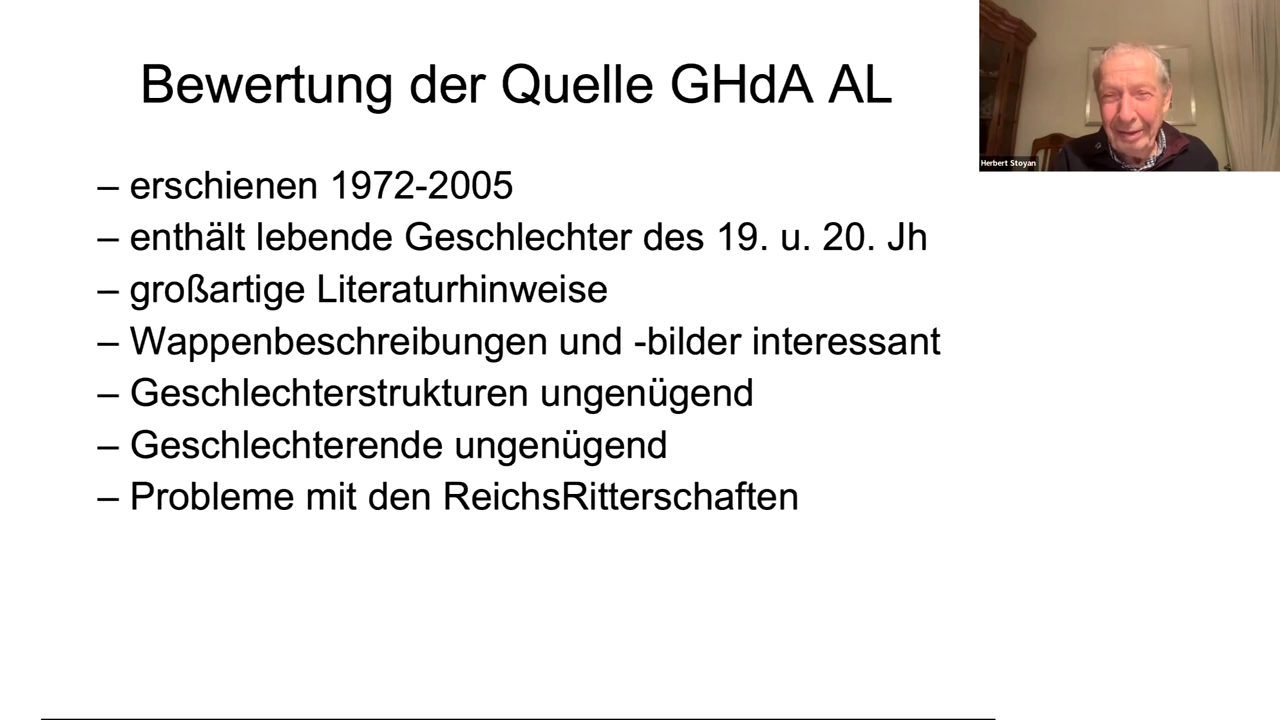 Bewertung der Quelle GHdA AL
– erschienen 1972-2005
– enthält lebende Geschlechter des 19. u. 20. Jh
– großartige Literaturhinweise
– Wappenbeschreibungen und -bilder interessant
– Geschlechterstrukturen ungenügend
– Geschlechterende ungenügend
– Probleme mit den ReichsRitterschaften
Herbert Stoyan